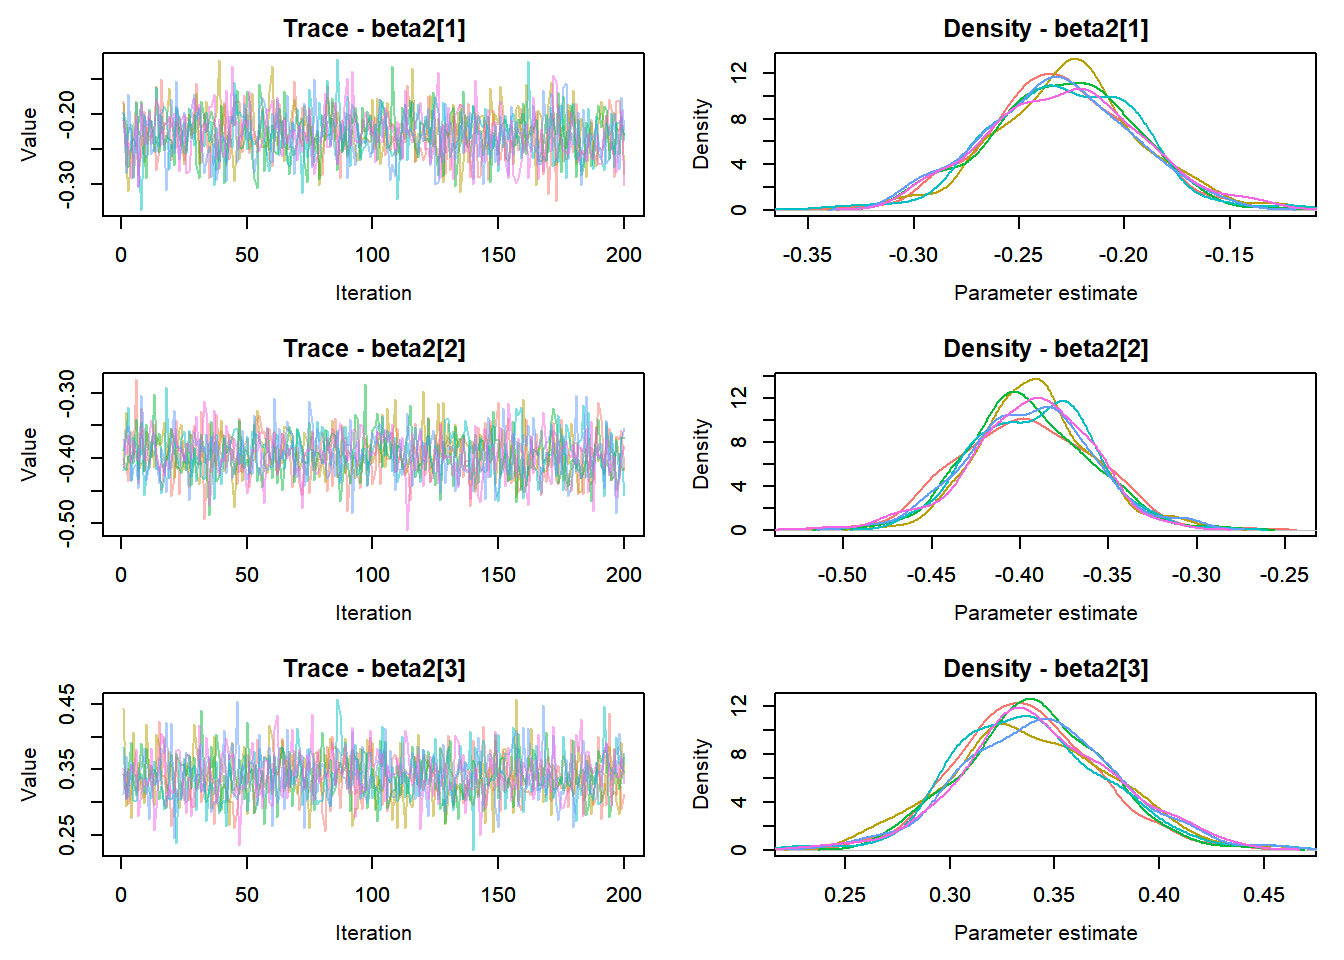 Trace - beta2[1]
Value
-0.30 -0.20
0 50 100 150 200
Iteration
Density - beta2[1]
Density
0 4 8 12
-0.35 -0.30 -0.25 -0.20 -0.15
Parameter estimate
Trace - beta2[2]
Value
-0.50 -0.40 -0.30
0 50 100 150 200
Iteration
Density - beta2[2]
Density
0 4 8 12
-0.50 -0.45 -0.40 -0.35 -0.30 -0.25
Parameter estimate
Trace - beta2[3]
Value
0.25 0.35 0.45
0 50 100 150 200
Iteration
Density - beta2[3]
Density
0 4 8 12
0.25 0.30 0.35 0.40 0.45
Parameter estimate